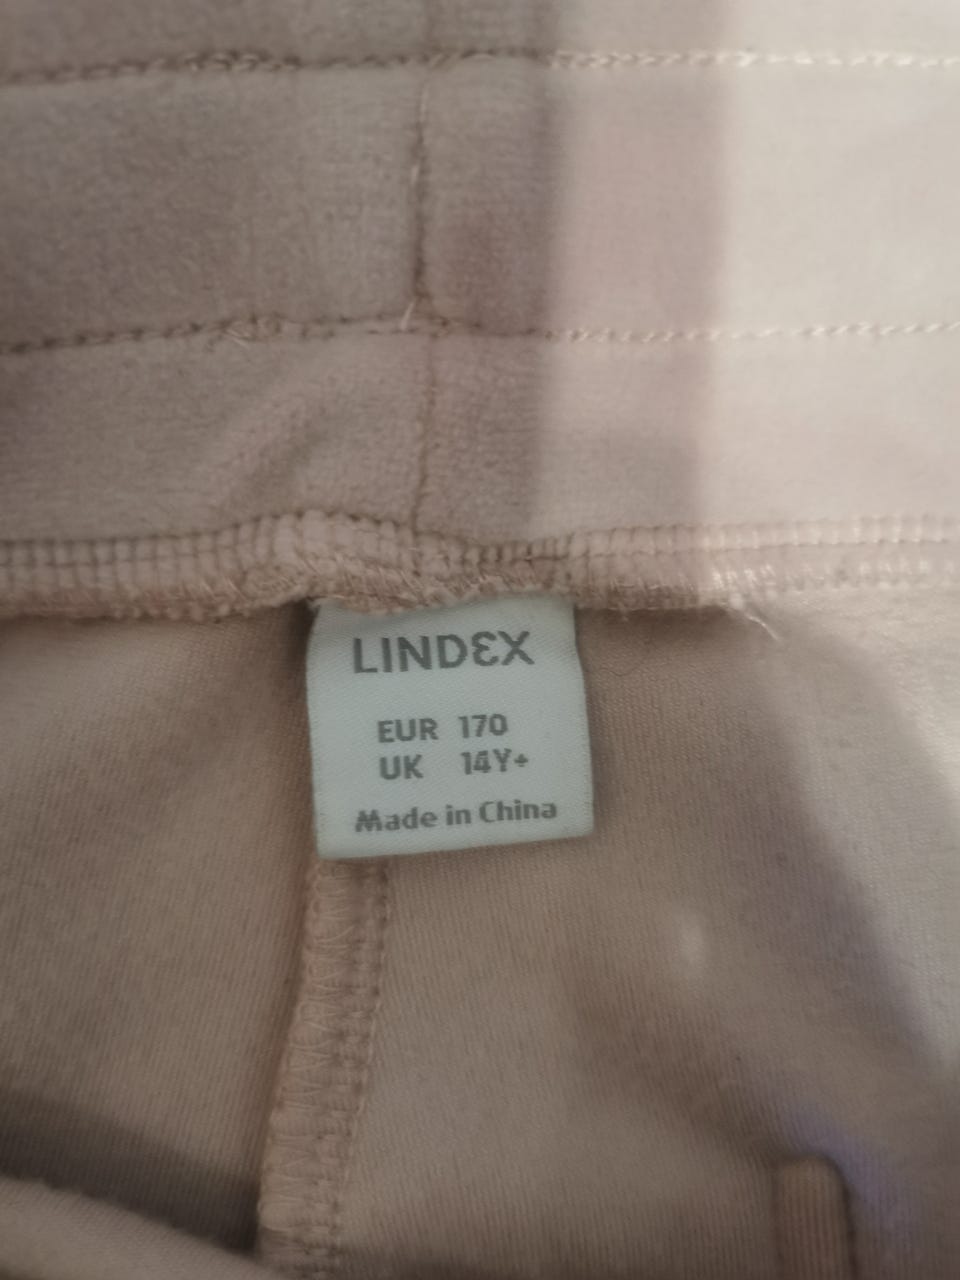 LINDEX
EUR 170
UK 14Y+
Made in China